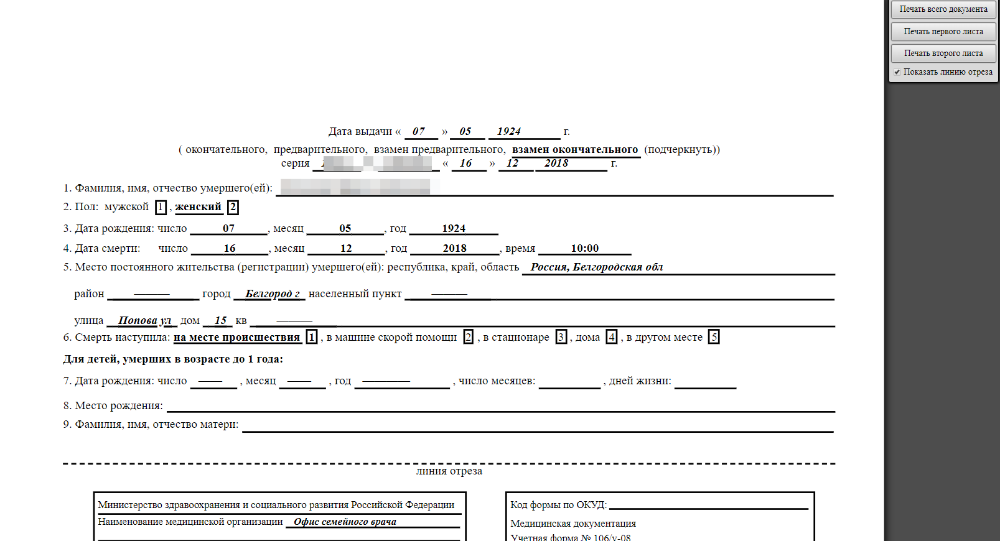 Печать всего документа
Печать первого листа
Печать второго листа
Показать линию отреза
Дата выдачи « 07 » 05 1924 г.
( окончательного, предварительного, взамен предварительного, взамен окончательного (подчеркнуть))
серия « 16 » 12 2018 г.
1. Фамилия, имя, отчество умершего(ей):
2. Пол: мужской 1 , женский 2
3. Дата рождения: число 07 , месяц 05 , год 1924
4. Дата смерти: число 16 , месяц 12 , год 2018 , время 10:00
5. Место постоянного жительства (регистрации) умершего(ей): республика, край, область Россия, Белгородская обл
район ——— город Белгород г населенный пункт ———
улица Попова ул дом 15 кв ———
6. Смерть наступила: на месте происшествия 1 , в машине скорой помощи 2 , в стационаре 3 , дома 4 , в другом месте 5
Для детей, умерших в возрасте до 1 года:
7. Дата рождения: число —— , месяц —— , год ———— , число месяцев: , дней жизни:
8. Место рождения:
9. Фамилия, имя, отчество матери:
линия отреза
Министерство здравоохранения и социального развития Российской Федерации
Наименование медицинской организации Офис семейного врача
Код формы по ОКУД:
Медицинская документация
Учетная форма № 106/у-08